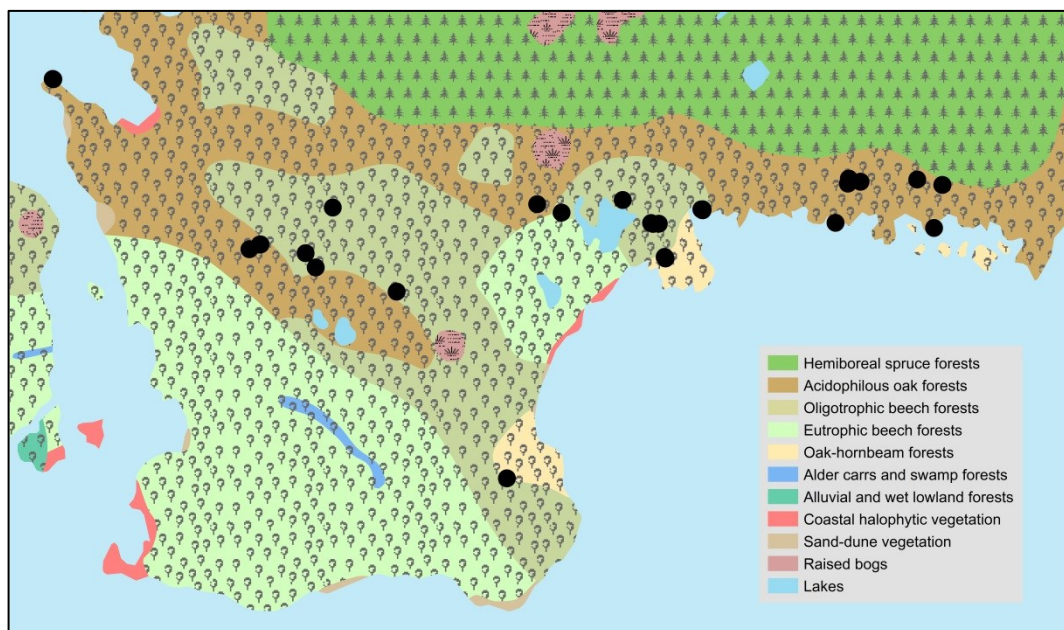 Hemiboreal spruce forests
Acidophilous oak forests
Oligotrophic beech forests
Eutrophic beech forests
Oak-hornbeam forests
Alder carrs and swamp forests
Alluvial and wet lowland forests
Coastal halophytic vegetation
Sand-dune vegetation
Raised bogs
Lakes